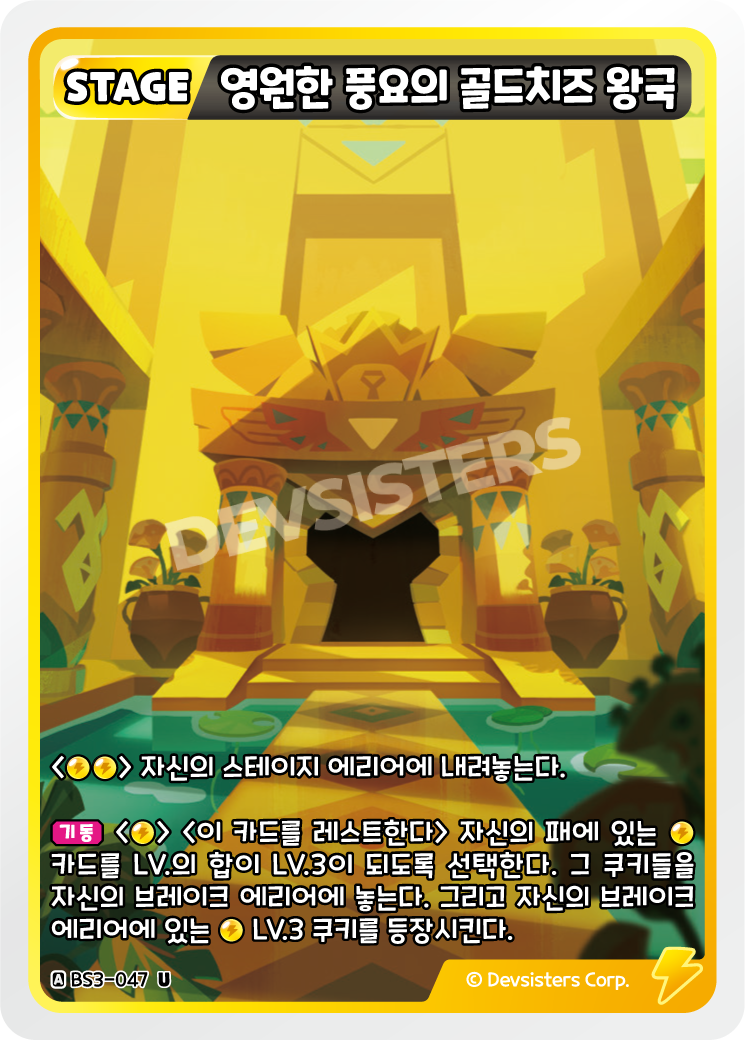 STAGE 영원한 풍요의 골드치즈 왕국
DEVSISTERS
< > 자신의 스테이지 에리어에 내려놓는다.
기동 < > <이 카드를 레스트한다> 자신의 패에 있는
카드를 LV.의 합이 LV.3이 되도록 선택한다. 그 쿠키들을
자신의 브레이크 에리어에 놓는다. 그리고 자신의 브레이크
에리어에 있는 LV.3 쿠키를 등장시킨다.
A BS3-047 U
© Devsisters Corp.